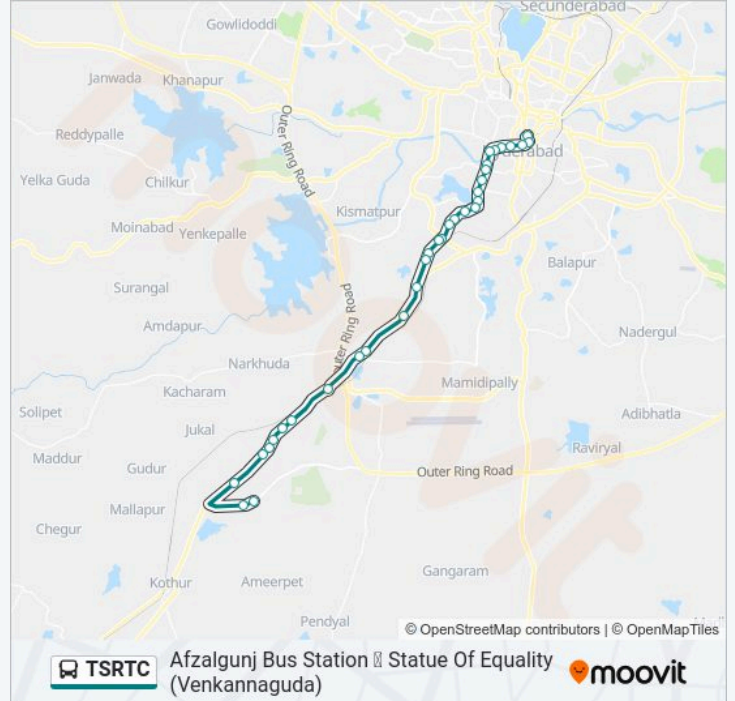 Secunderabad
Gowlidoddi
Janwada
Khanapur
Outer Ring Road
Reddypalle
Hyderabad
Yelka Guda
Chilkur
Kismatpur
Moinabad
Yenkepalle
Balapur
Surangal
Outer Ring Road
Amdapur
Nadergul
Narkhuda
Mamidipally
Kacharam
Solipet
Adibhatla
Jukal
Raviryal
Maddur
Gudur
Outer Ring Road
Mallapur
Chegur
Gangaram
Kothur
Ameerpet
Pendyal
© OpenStreetMap contributors | © OpenMapTiles
TSRTC
Afzalgunj Bus Station Statue Of Equality
(Venkannaguda)
moovit